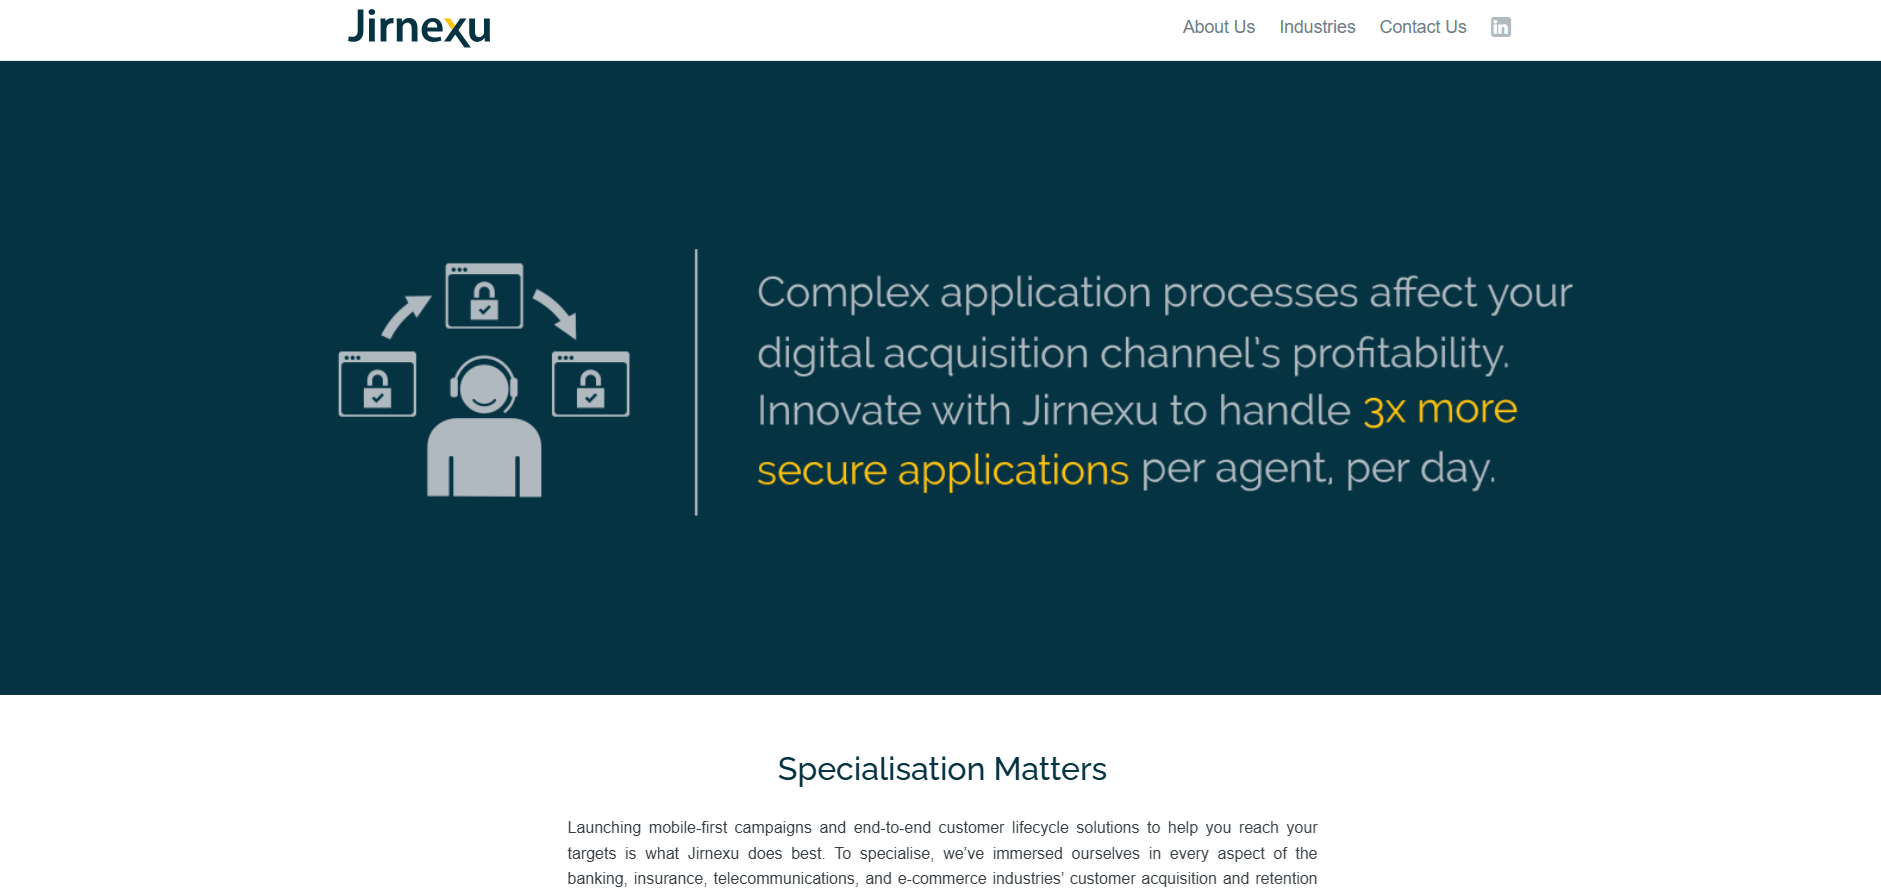 Jirnexu
About Us Industries Contact Us in
Complex application processes affect your
digital acquisition channel's profitability.
Innovate with Jirnexu to handle 3x more
secure applications per agent, per day.
Specialisation Matters
Launching mobile-first campaigns and end-to-end customer lifecycle solutions to help you reach your
targets is what Jirnexu does best. To specialise, we’ve immersed ourselves in every aspect of the
banking, insurance, telecommunications, and e-commerce industries’ customer acquisition and retention